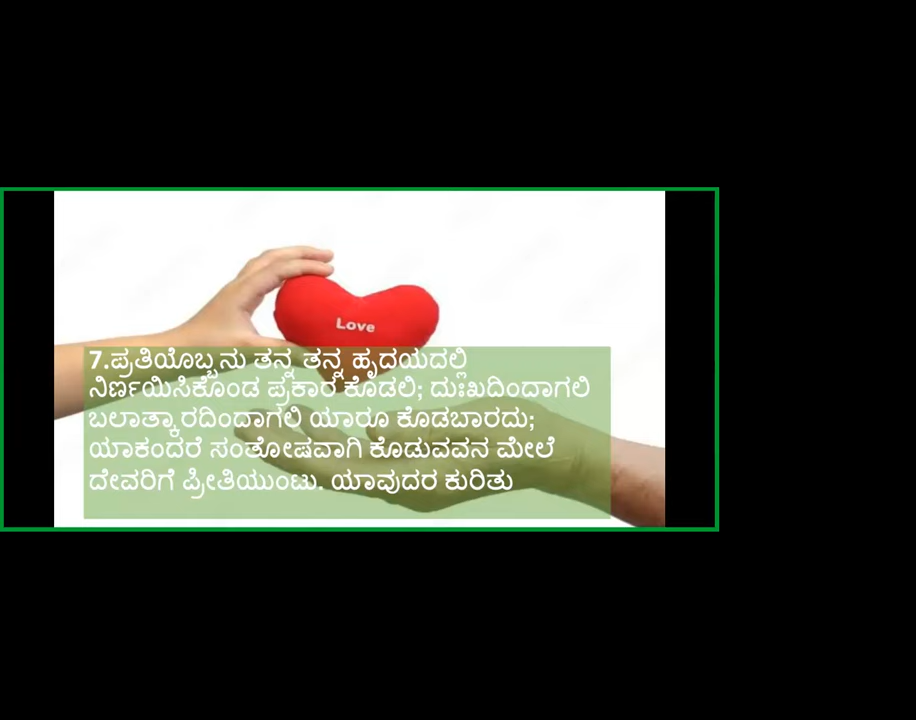 Love
7.ಪ್ರತಿಯೊಬ್ಬನು ತನ್ನ ತನ್ನ ಹೃದಯದಲ್ಲಿ
ನಿರ್ಣಯಿಸಿಕೊಂಡ ಪ್ರಕಾರ ಕೊಡಲಿ; ದುಃಖದಿಂದಾಗಲಿ
ಬಲಾತ್ಕಾರದಿಂದಾಗಲಿ ಯಾರೂ ಕೊಡಬಾರದು;
ಯಾಕಂದರೆ ಸಂತೋಷವಾಗಿ ಕೊಡುವವನ ಮೇಲೆ
ದೇವರಿಗೆ ಪ್ರೀತಿಯುಂಟು. ಯಾವುದರ ಕುರಿತು